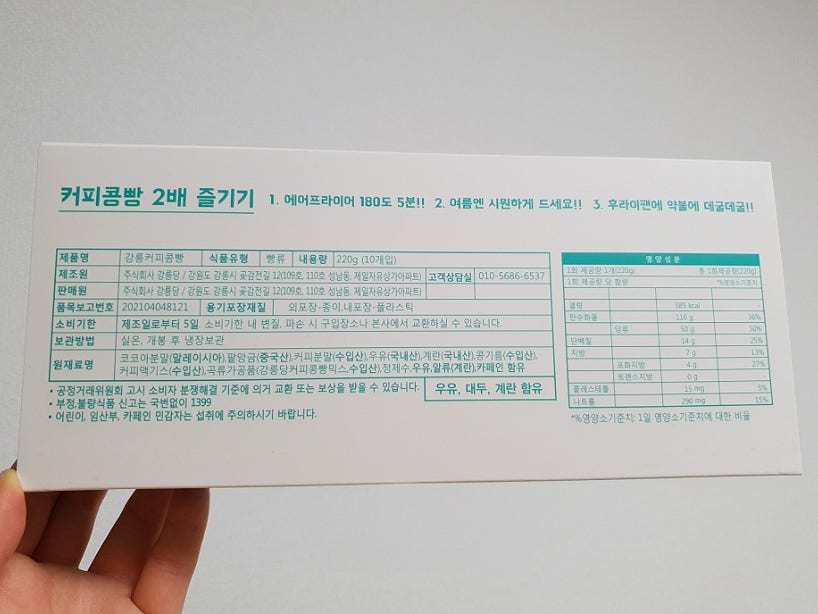 커피콩빵 2배 즐기기 1. 에어프라이어 180도 5분!! 2. 여름엔 시원하게 드세요!! 3. 후라이팬에 약불에 데굴데굴!!
제품명 강릉커피콩빵 식품유형 빵류 내용량 220g (10개입)
제조원 주식회사 강릉당 / 강원도 강릉시 곶감전길 12(109호, 110호 성남동, 제일자유상가아파트) 고객상담실 010-5686-6537
판매원 주식회사 강릉당 / 강원도 강릉시 곶감전길 12(109호, 110호 성남동, 제일자유상가아파트)
품목보고번호 202104048121 용기포장재질 외포장-종이,내포장-플라스틱
소비기한 제조일로부터 5일. 소비기한 내 변질, 파손 시 구입장소나 본사에서 교환하실 수 있습니다.
보관방법 실온, 개봉 후 냉장보관
원재료명 코코아분말(말레이시아),팥앙금(중국산),커피분말(수입산),우유(국내산),계란(국내산),콩기름(수입산),
커피맥기스(수입산),곡류가공품(강릉당커피콩빵믹스,수입산),정제수,우유,알류(계란),카페인 함유
• 공정거래위원회 고시 소비자 분쟁해결 기준에 의거 교환 또는 보상을 받을 수 있습니다.
우유, 대두, 계란 함유
• 부정,불량식품 신고는 국번없이 1399
• 어린이, 임산부, 카페인 민감자는 섭취에 주의하시기 바랍니다.
영양성분
1회 제공량 1개(220g) 총 1회제공량(220g)
1회 제공량 당 함량 *%영양소기준치
열량 585 kcal
탄수화물 116 g 36%
당류 50 g 50%
단백질 14 g 25%
지방 7 g 13%
포화지방 4 g 27%
트랜스지방 0 g
콜레스테롤 15 mg 5%
나트륨 290 mg 15%
*%영양소기준치: 1일 영양소기준치에 대한 비율